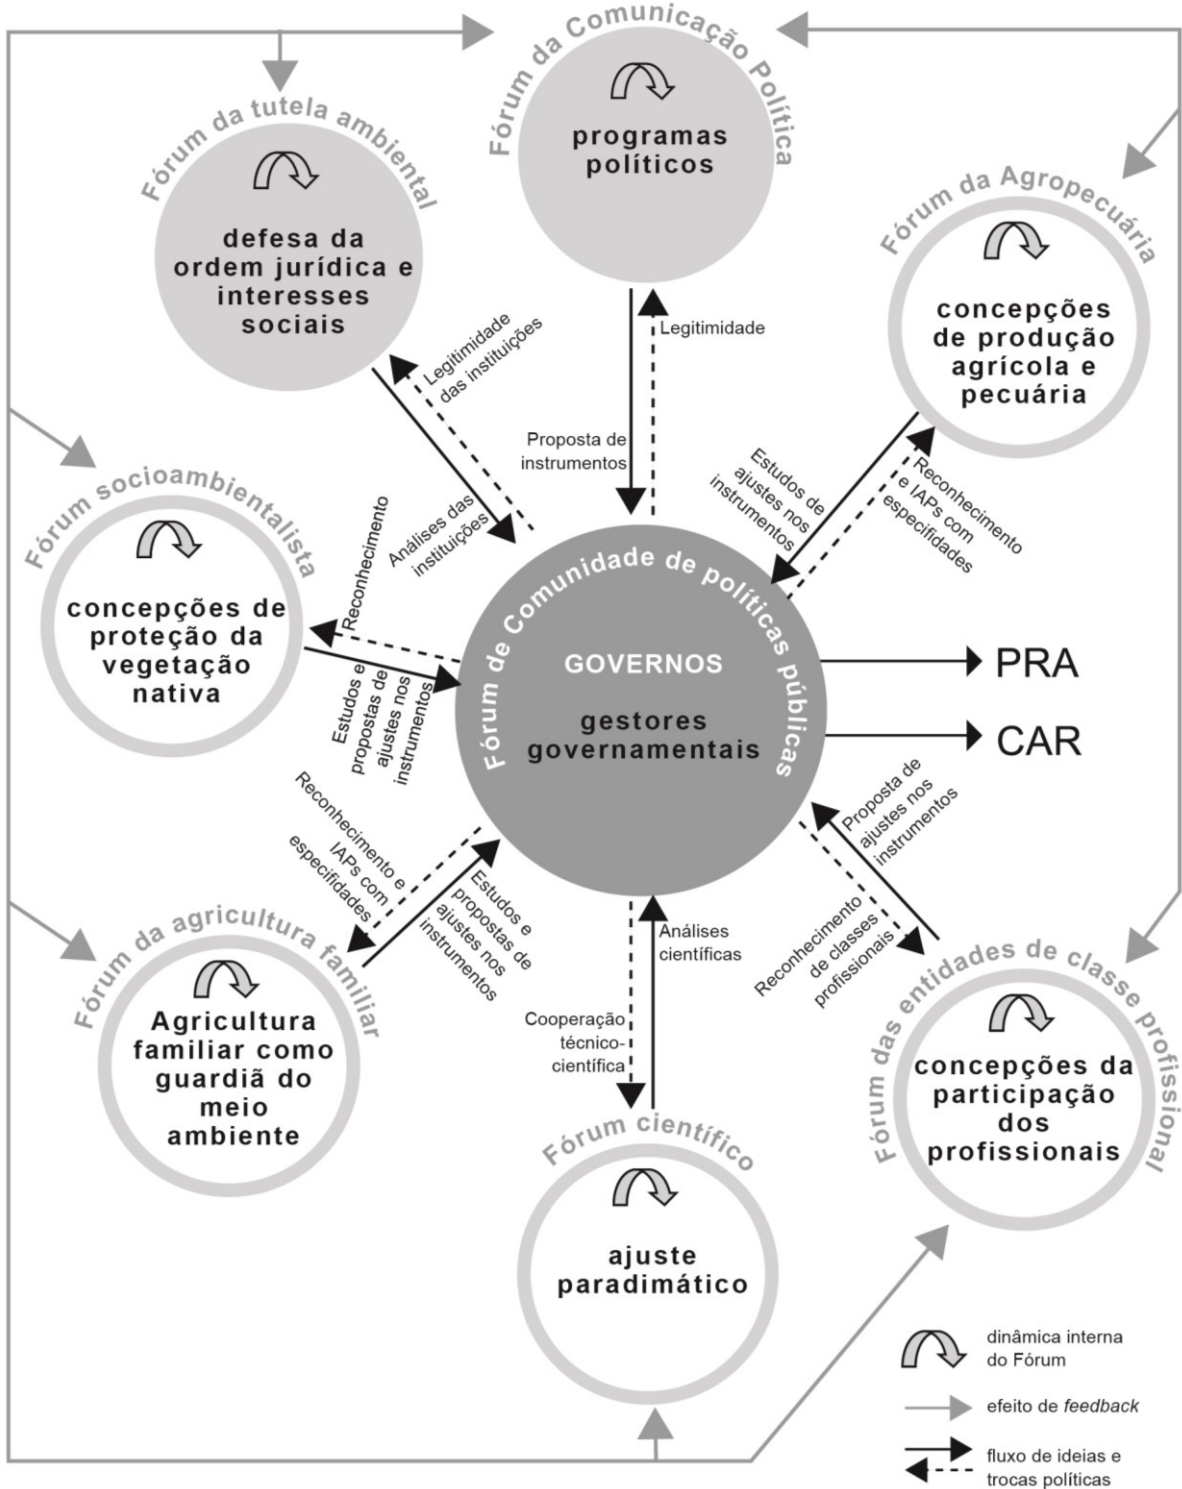 Fórum da Comunicação Política
programas
políticos
Fórum da tutela ambiental
defesa da
ordem jurídica e
interesses
sociais
Fórum da Agropecuária
concepções
de produção
agrícola e
pecuária
Legitimidade
das instituições
Análises das
instituições
Legitimidade
Proposta de
instrumentos
Estudos de
ajustes nos
instrumentos
Reconhecimento
e IAPs com
especifidades
Fórum socioambientalista
concepções de
proteção da
vegetação
nativa
Reconhecimento
Estudos e
propostas de
ajustes nos
instrumentos
Fórum de Comunidade de políticas públicas
GOVERNOS
gestores
governamentais
PRA
CAR
Reconhecimento e
IAPs com
especifidades
Estudos e
propostas de
ajustes nos
instrumentos
Proposta de
ajustes nos
instrumentos
Reconhecimento
de classes
profissionais
Análises
científicas
Cooperação
técnico-
científica
Fórum da agricultura familiar
Agricultura
familiar como
guardiã do
meio
ambiente
Fórum científico
ajuste
paradimático
Fórum das entidades de classe profissional
concepções da
participação
dos
profissionais
dinâmica interna
do Fórum
efeito de feedback
fluxo de ideias e
trocas políticas